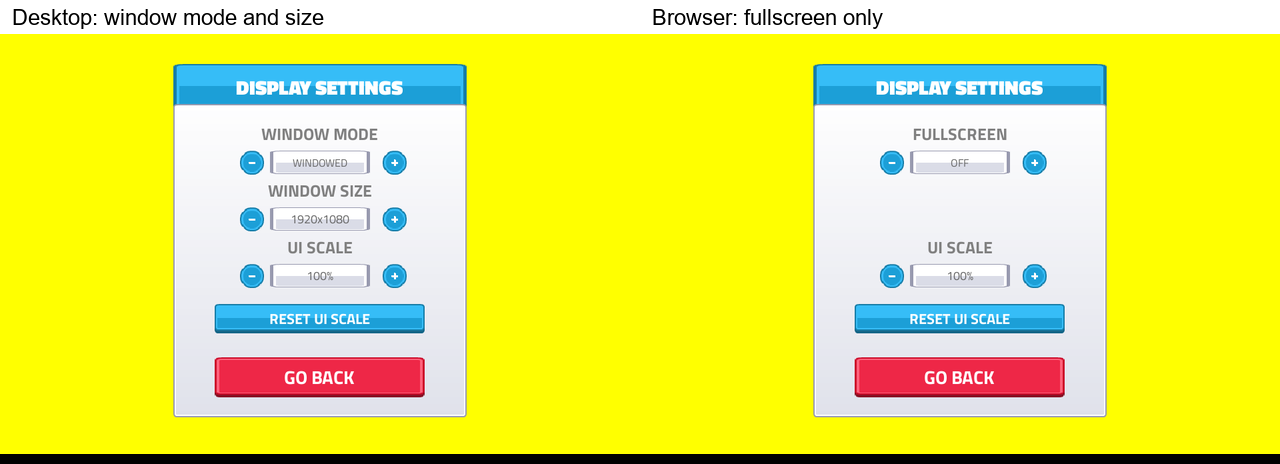 Desktop: window mode and size
DISPLAY SETTINGS
WINDOW MODE
− WINDOWED +
WINDOW SIZE
− 1920x1080 +
UI SCALE
− 100% +
RESET UI SCALE
GO BACK
Browser: fullscreen only
DISPLAY SETTINGS
FULLSCREEN
− OFF +
UI SCALE
− 100% +
RESET UI SCALE
GO BACK